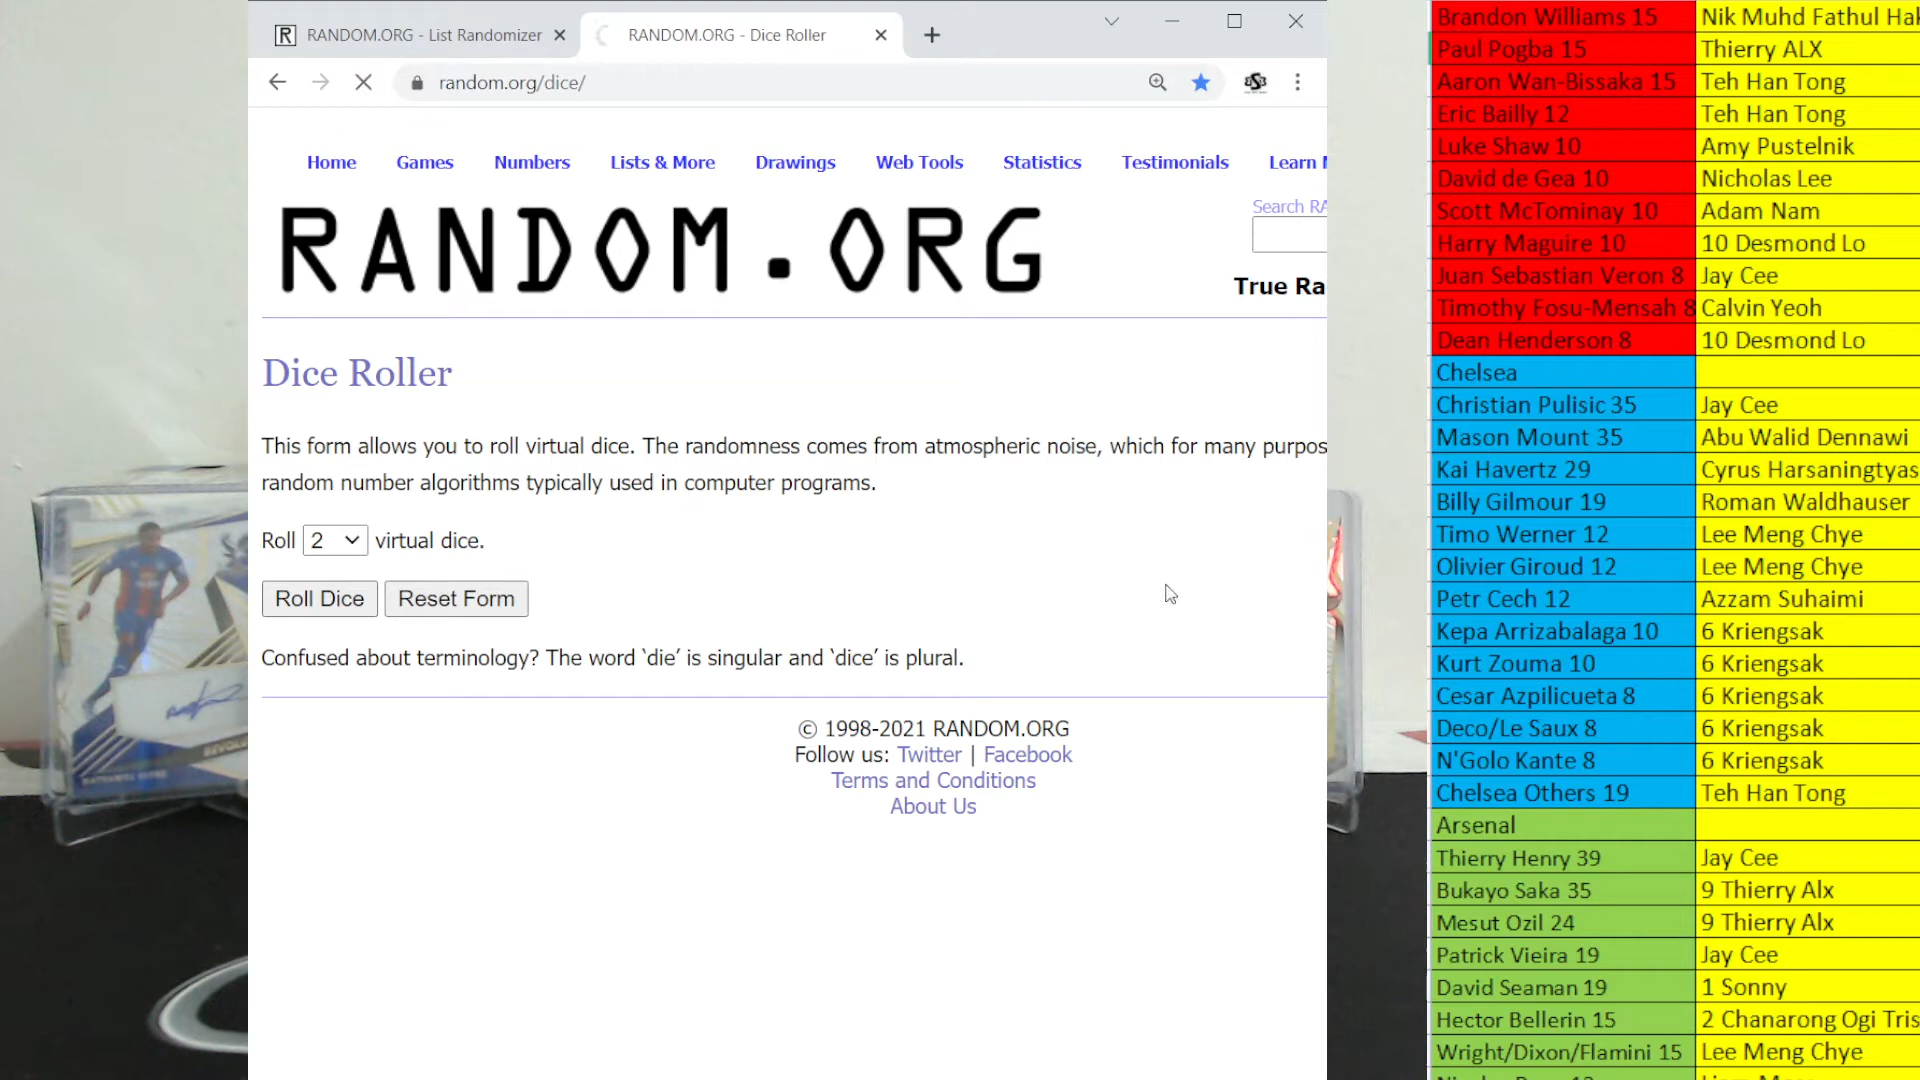 RANDOM.ORG - List Randomizer
RANDOM.ORG - Dice Roller
random.org/dice/
Home Games Numbers Lists & More Drawings Web Tools Statistics Testimonials Learn
Search RA
RANDOM.ORG
True Ra
Dice Roller
This form allows you to roll virtual dice. The randomness comes from atmospheric noise, which for many purpos
random number algorithms typically used in computer programs.
Roll 2 virtual dice.
Roll Dice Reset Form
Confused about terminology? The word ‘die’ is singular and ‘dice’ is plural.
© 1998-2021 RANDOM.ORG
Follow us: Twitter | Facebook
Terms and Conditions
About Us
Brandon Williams 15 Nik Muhd Fathul Hak
Paul Pogba 15 Thierry ALX
Aaron Wan-Bissaka 15 Teh Han Tong
Eric Bailly 12 Teh Han Tong
Luke Shaw 10 Amy Pustelnik
David de Gea 10 Nicholas Lee
Scott McTominay 10 Adam Nam
Harry Maguire 10 10 Desmond Lo
Juan Sebastian Veron 8 Jay Cee
Timothy Fosu-Mensah 8 Calvin Yeoh
Dean Henderson 8 10 Desmond Lo
Chelsea
Christian Pulisic 35 Jay Cee
Mason Mount 35 Abu Walid Dennawi
Kai Havertz 29 Cyrus Harsaningtyas
Billy Gilmour 19 Roman Waldhauser
Timo Werner 12 Lee Meng Chye
Olivier Giroud 12 Lee Meng Chye
Petr Cech 12 Azzam Suhaimi
Kepa Arrizabalaga 10 6 Kriengsak
Kurt Zouma 10 6 Kriengsak
Cesar Azpilicueta 8 6 Kriengsak
Deco/Le Saux 8 6 Kriengsak
N'Golo Kante 8 6 Kriengsak
Chelsea Others 19 Teh Han Tong
Arsenal
Thierry Henry 39 Jay Cee
Bukayo Saka 35 9 Thierry Alx
Mesut Ozil 24 9 Thierry Alx
Patrick Vieira 19 Jay Cee
David Seaman 19 1 Sonny
Hector Bellerin 15 2 Chanarong Ogi Tris
Wright/Dixon/Flamini 15 Lee Meng Chye